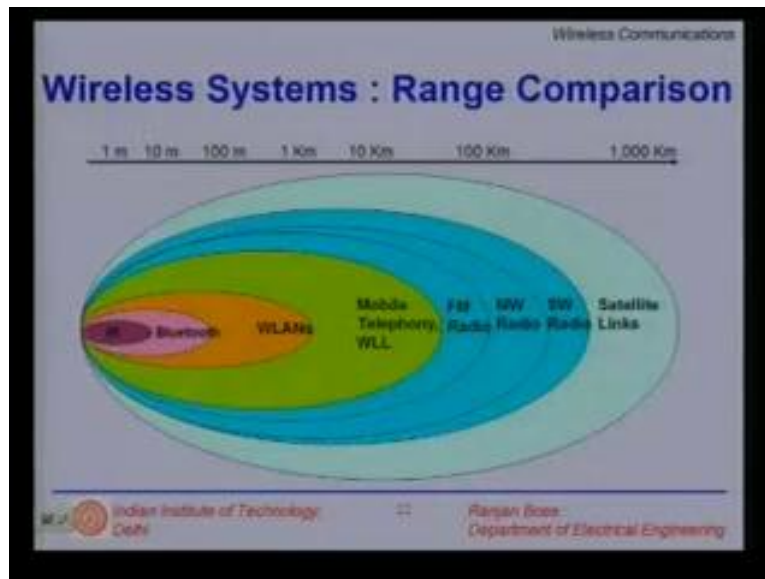 Wireless Communications
Wireless Systems : Range Comparison
1 m 10 m 100 m 1 Km 10 Km 100 Km 1,000 Km
IR Bluetooth WLANs Mobile Telephony, WLL FM Radio MW Radio SW Radio Satellite Links
Indian Institute of Technology Ranjan Bose
Delhi Department of Electrical Engineering